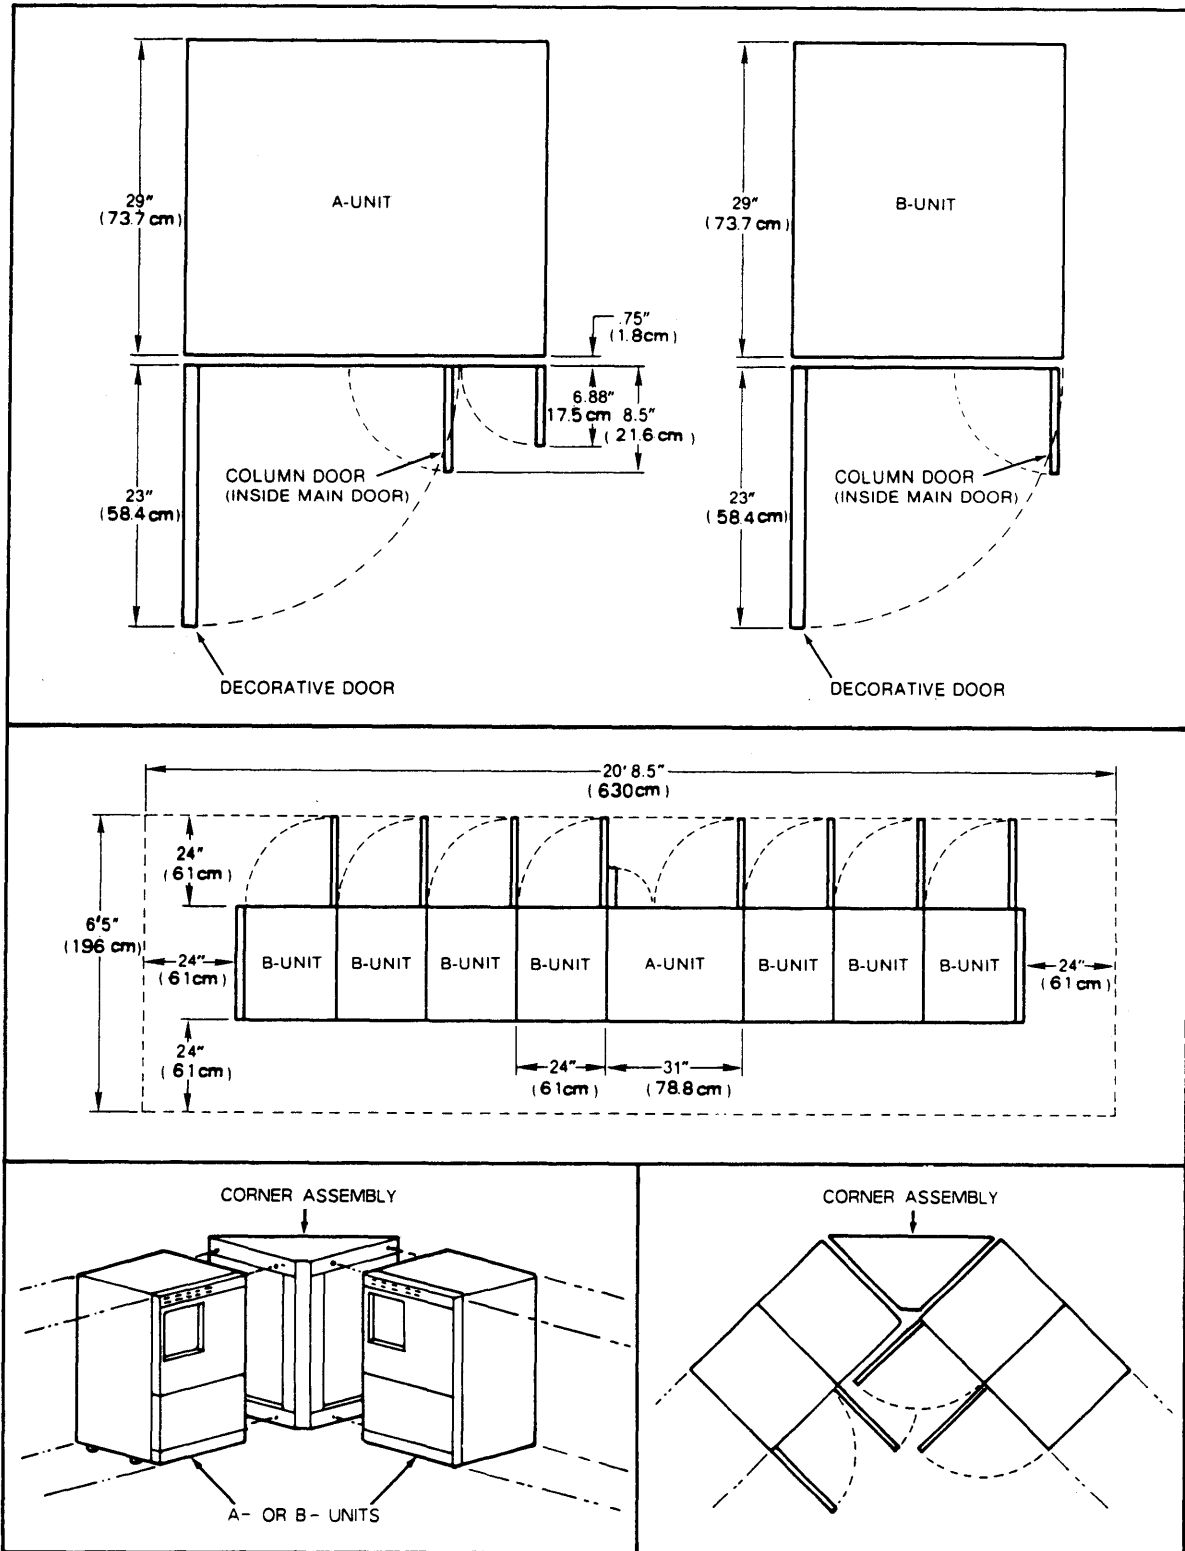 29"
(73.7 cm)
A-UNIT
29"
(73.7 cm)
B-UNIT
.75"
(1.8cm)
6.88"
17.5 cm
8.5"
(21.6 cm)
COLUMN DOOR
(INSIDE MAIN DOOR)
23"
(58.4 cm)
DECORATIVE DOOR
COLUMN DOOR
(INSIDE MAIN DOOR)
23"
(58.4 cm)
DECORATIVE DOOR
20' 8.5"
(630cm)
24"
(61cm)
6'5"
(196 cm)
24"
(61cm)
B-UNIT
B-UNIT
B-UNIT
B-UNIT
A-UNIT
B-UNIT
B-UNIT
B-UNIT
24"
(61cm)
24"
(61cm)
24"
(61cm)
31"
(78.8cm)
CORNER ASSEMBLY
A- OR B- UNITS
CORNER ASSEMBLY